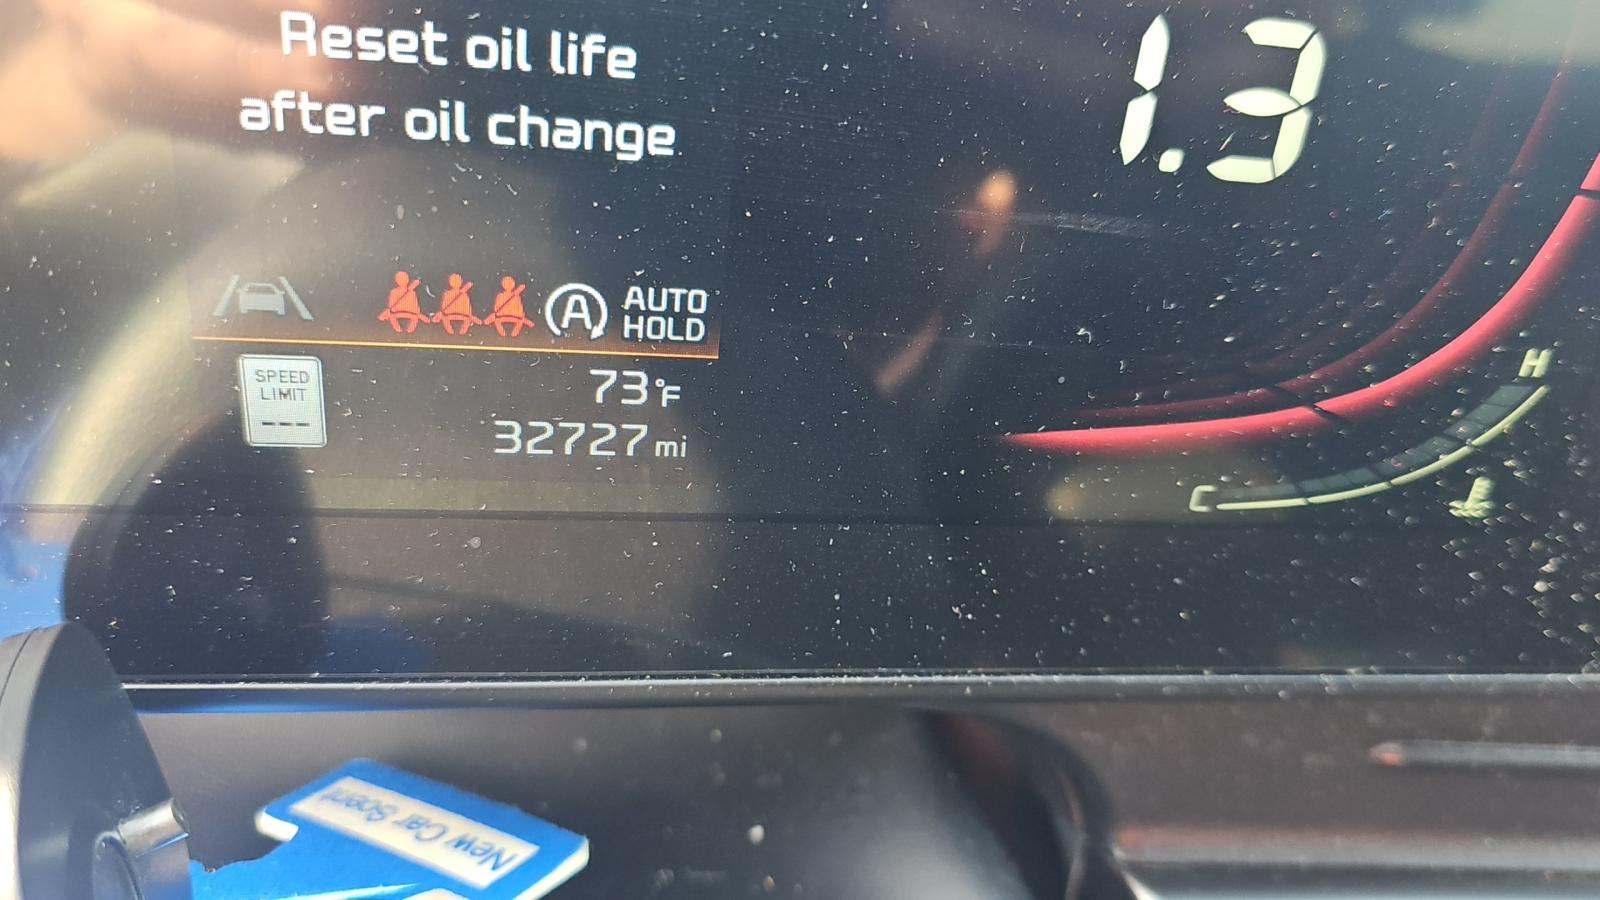 Reset oil life
after oil change
1.3
A
AUTO
HOLD
SPEED
LIMIT
---
73°F
32727 mi
H
C
New Car Scent